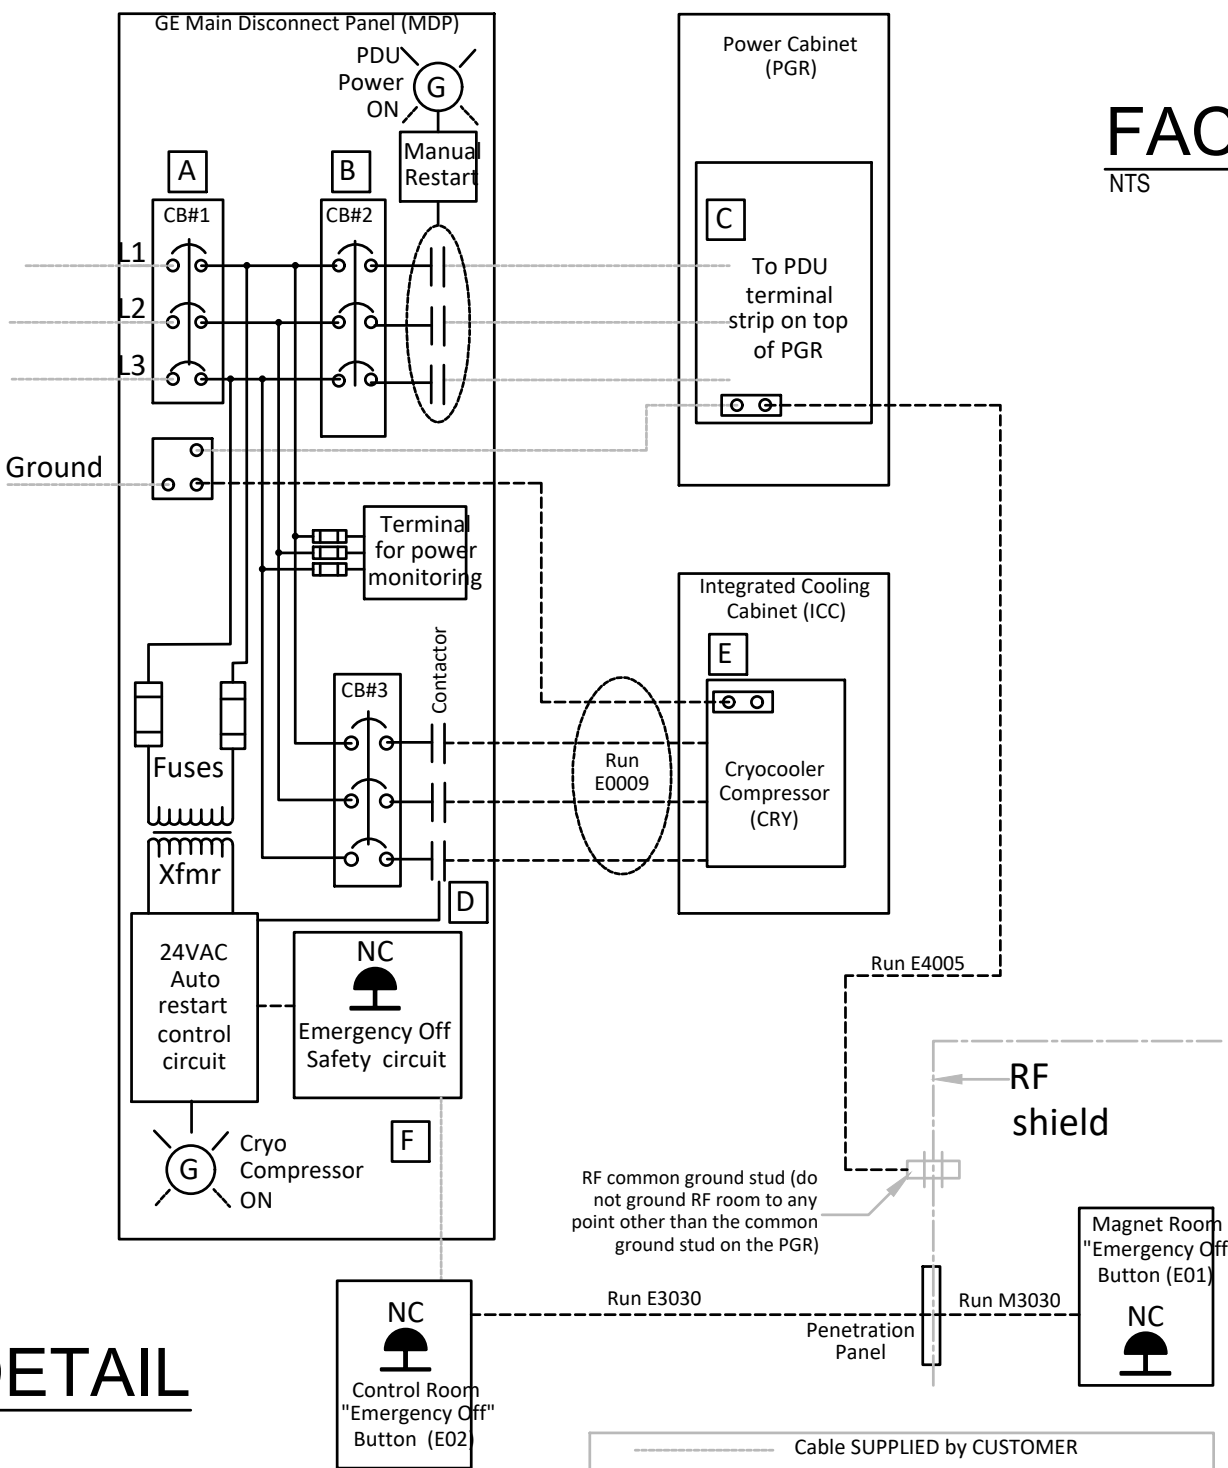 GE Main Disconnect Panel (MDP)
PDU
Power
ON
G
Manual
Restart
A
B
CB#1
CB#2
L1
L2
L3
Ground
Terminal
for power
monitoring
Contactor
CB#3
Fuses
Xfmr
D
24VAC
Auto
restart
control
circuit
NC
Emergency Off
Safety circuit
F
G
Cryo
Compressor
ON
Power Cabinet
(PGR)
C
To PDU
terminal
strip on top
of PGR
FAC
NTS
Integrated Cooling
Cabinet (ICC)
E
Run
E0009
Cryocooler
Compressor
(CRY)
Run E4005
RF
shield
RF common ground stud (do
not ground RF room to any
point other than the common
ground stud on the PGR)
Magnet Room
"Emergency Off
Button (E01)
NC
Run E3030
Run M3030
Penetration
Panel
NC
Control Room
"Emergency Off"
Button (E02)
DETAIL
Cable SUPPLIED by CUSTOMER